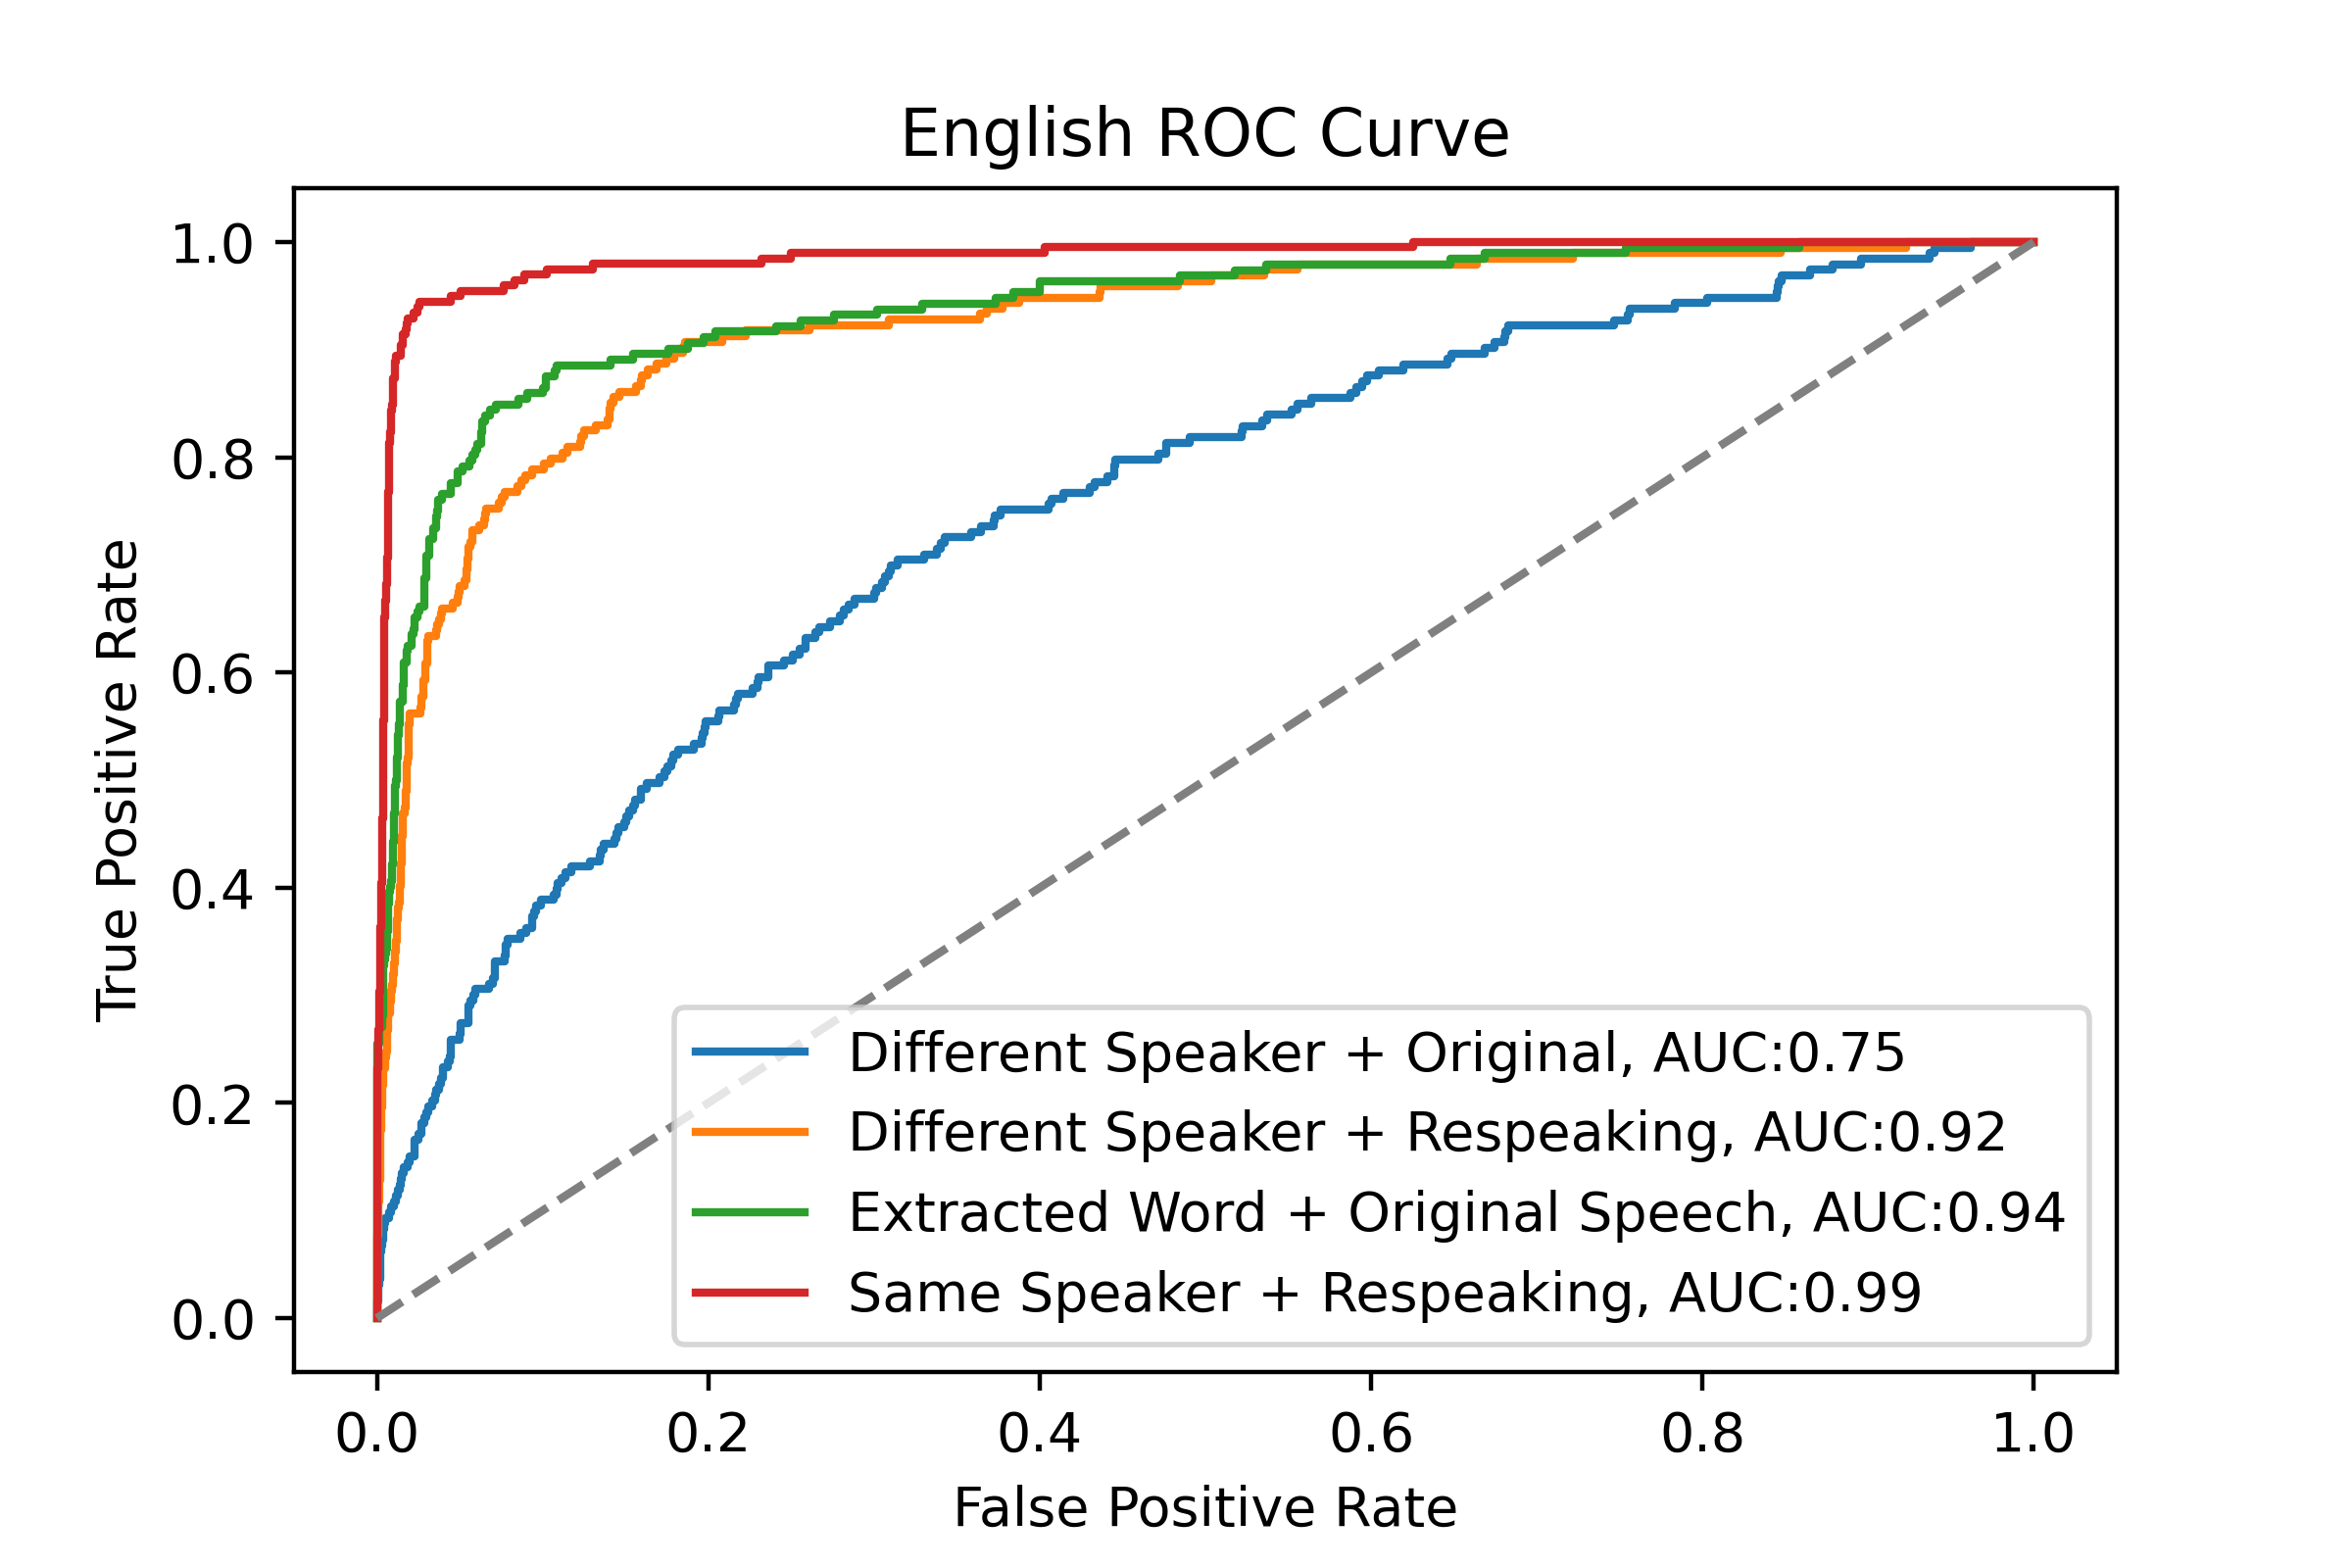 English ROC Curve
True Positive Rate
1.0
0.8
0.6
0.4
0.2
0.0
Different Speaker + Original, AUC:0.75
Different Speaker + Respeaking, AUC:0.92
Extracted Word + Original Speech, AUC:0.94
Same Speaker + Respeaking, AUC:0.99
0.0 0.2 0.4 0.6 0.8 1.0
False Positive Rate